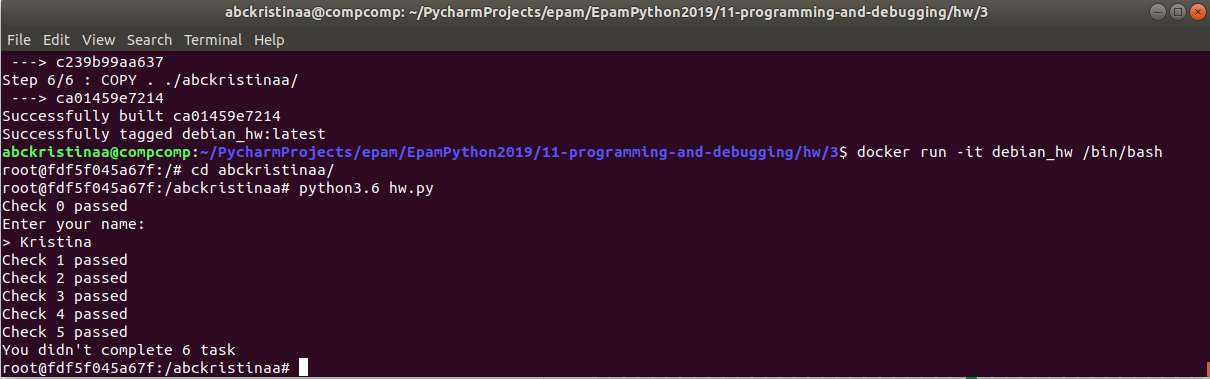 abckristinaa@compcomp: ~/PycharmProjects/epam/EpamPython2019/11-programming-and-debugging/hw/3
File Edit View Search Terminal Help
---> c239b99aa637
Step 6/6 : COPY . ./abckristinaa/
---> ca01459e7214
Successfully built ca01459e7214
Successfully tagged debian_hw:latest
abckristinaa@compcomp:~/PycharmProjects/epam/EpamPython2019/11-programming-and-debugging/hw/3$ docker run -it debian_hw /bin/bash
root@fdf5f045a67f:/# cd abckristinaa/
root@fdf5f045a67f:/abckristinaa# python3.6 hw.py
Check 0 passed
Enter your name:
> Kristina
Check 1 passed
Check 2 passed
Check 3 passed
Check 4 passed
Check 5 passed
You didn't complete 6 task
root@fdf5f045a67f:/abckristinaa#